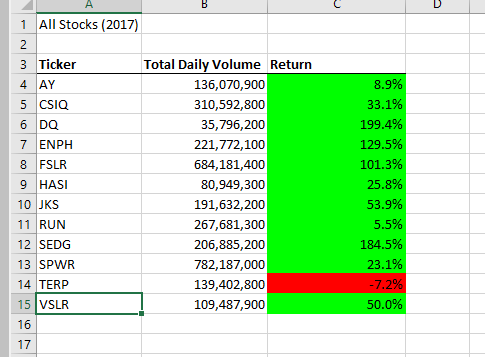 A B C D
1 All Stocks (2017)
2
3 Ticker Total Daily Volume Return
4 AY 136,070,900 8.9%
5 CSIQ 310,592,800 33.1%
6 DQ 35,796,200 199.4%
7 ENPH 221,772,100 129.5%
8 FSLR 684,181,400 101.3%
9 HASI 80,949,300 25.8%
10 JKS 191,632,200 53.9%
11 RUN 267,681,300 5.5%
12 SEDG 206,885,200 184.5%
13 SPWR 782,187,000 23.1%
14 TERP 139,402,800 -7.2%
15 VSLR 109,487,900 50.0%
16
17